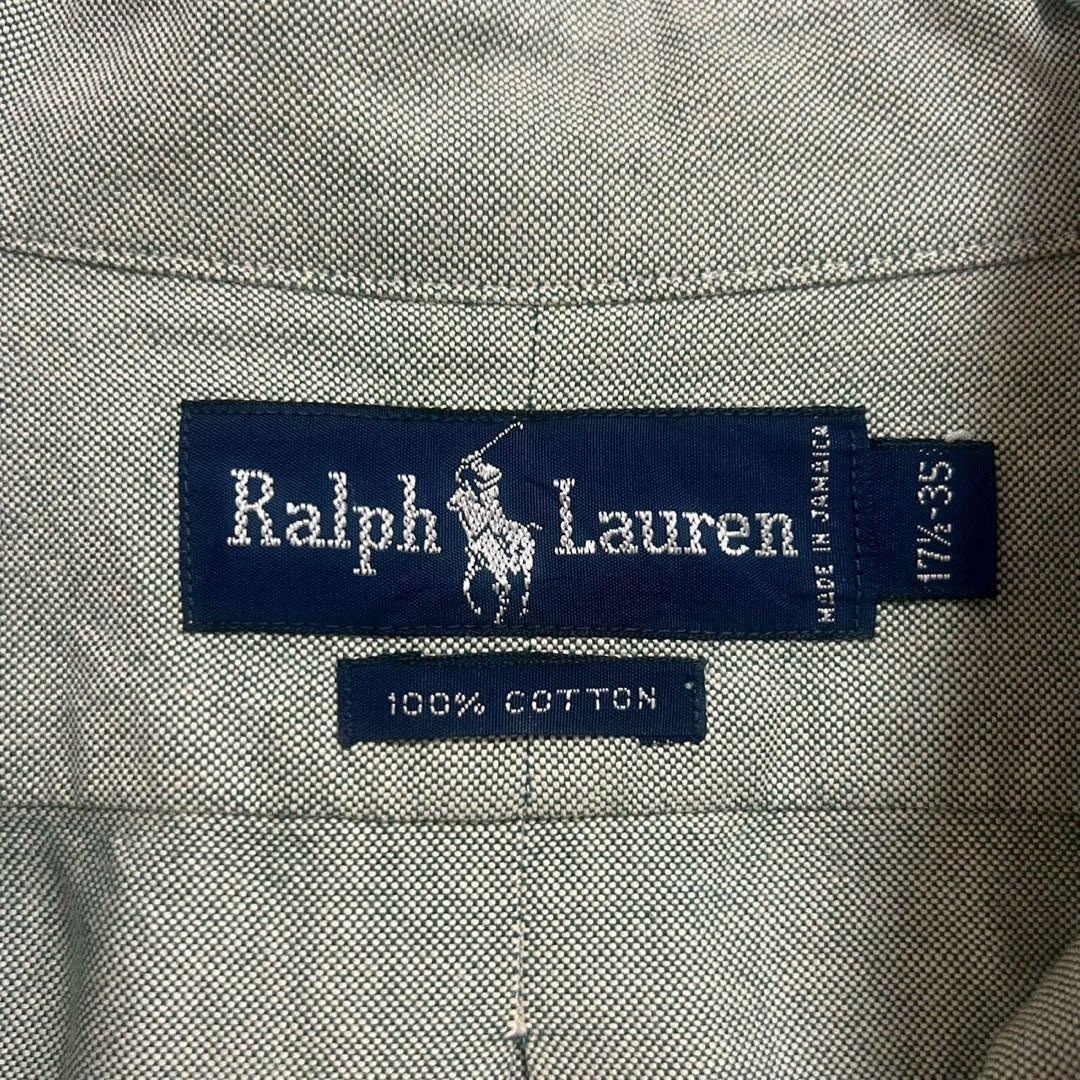 Ralph Lauren
MADE IN JAMAICA
17½-35
100% COTTON